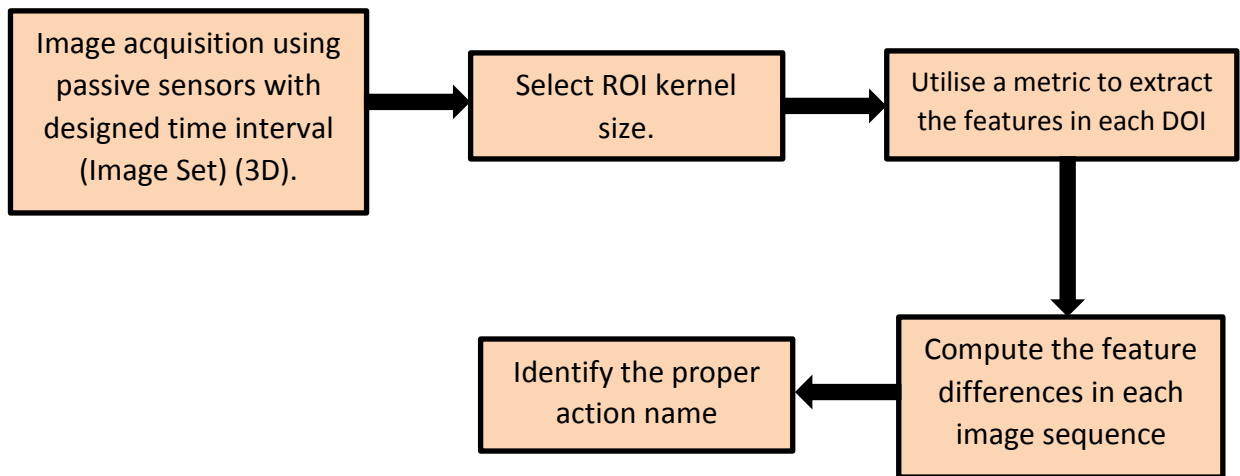 Image acquisition using
passive sensors with
designed time interval
(Image Set) (3D).
Select ROI kernel
size.
Utilise a metric to extract
the features in each DOI
Compute the feature
differences in each
image sequence
Identify the proper
action name